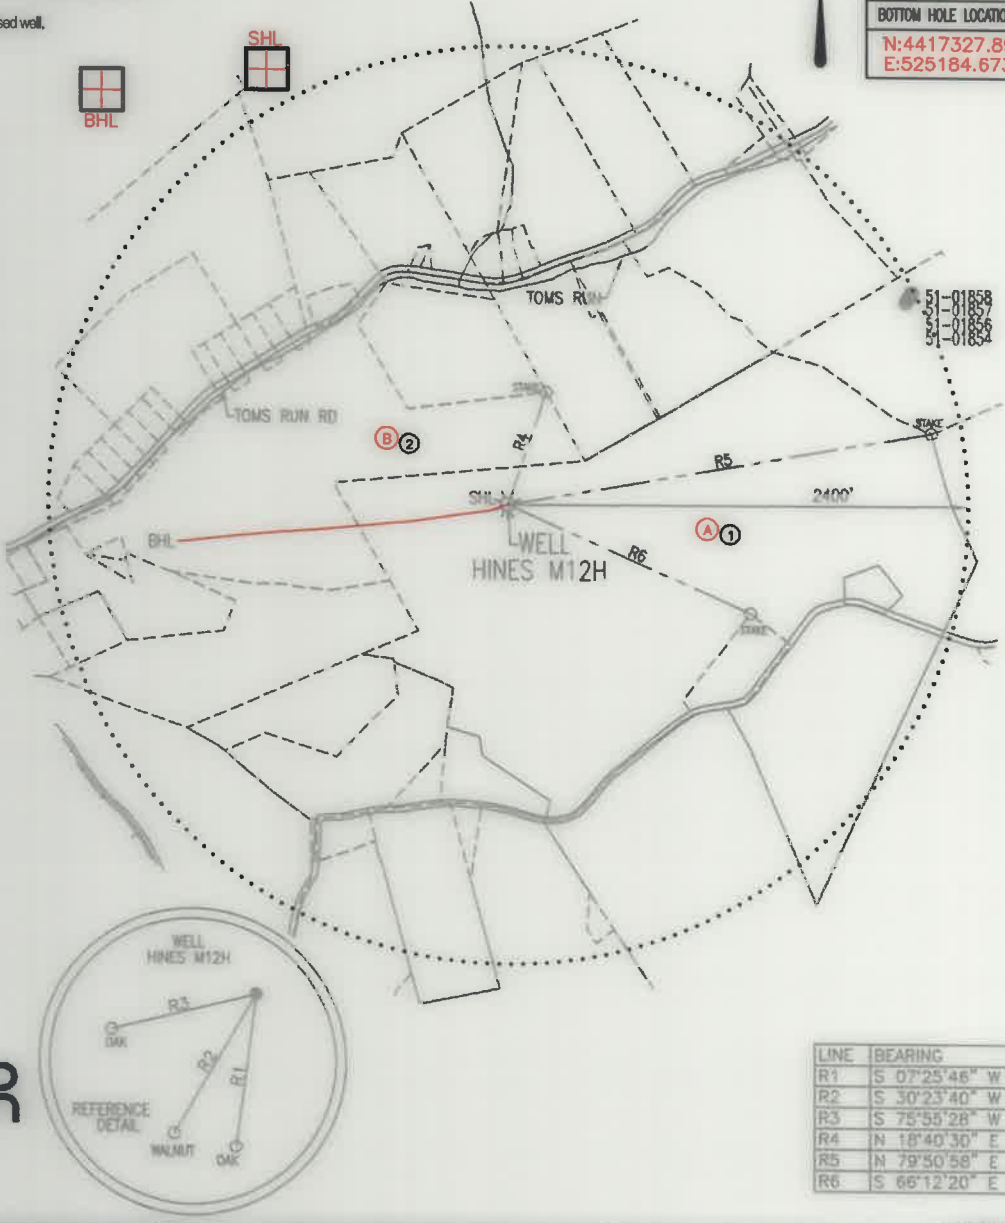 sed well.
SHL
BHL
BOTTOM HOLE LOCATIO
N:4417327.8
E:525184.673
TOMS RUN
51-01858
51-01857
51-01856
51-01854
STAKE
TOMS RUN RD
B 2
R4
STAKE
R5
SHL
2400'
BHL
A 1
WELL
HINES M12H
R6
STAKE
WELL
HINES M12H
R3
OAK
R2
R1
REFERENCE
DETAIL
WALNUT
OAK
R
LINE BEARING
R1 S 07°25'46" W
R2 S 30°23'40" W
R3 S 75°55'28" W
R4 N 18°40'30" E
R5 N 79°50'58" E
R6 S 66°12'20" E